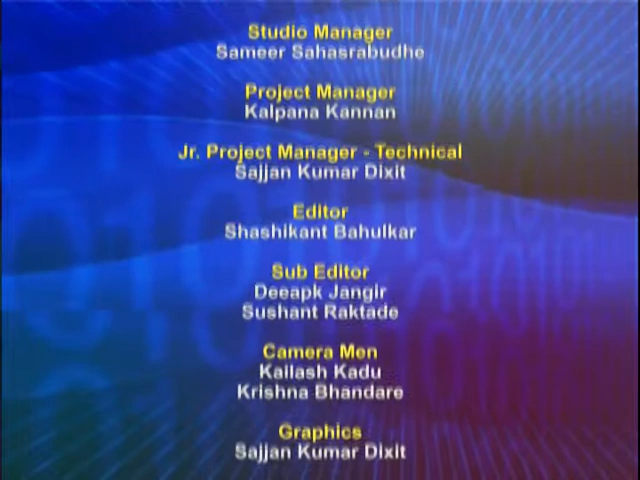 Studio Manager
Sameer Sahasrabudhe
Project Manager
Kalpana Kannan
Jr. Project Manager - Technical
Sajjan Kumar Dixit
Editor
Shashikant Bahulkar
Sub Editor
Deeapk Jangir
Sushant Raktade
Camera Men
Kailash Kadu
Krishna Bhandare
Graphics
Sajjan Kumar Dixit